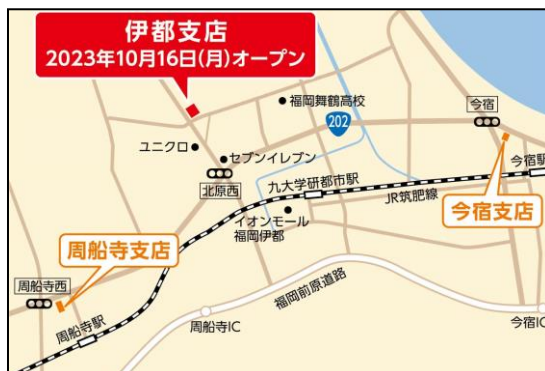 伊都支店
2023年10月16日(月)オープン
福岡舞鶴高校
202
今宿
ユニクロ
セブンイレブン
北原西
九大学研都市駅
今宿駅
JR筑肥線
イオンモール
福岡伊都
今宿支店
周船寺支店
周船寺西
福岡前原道路
周船寺駅
周船寺IC
今宿IC